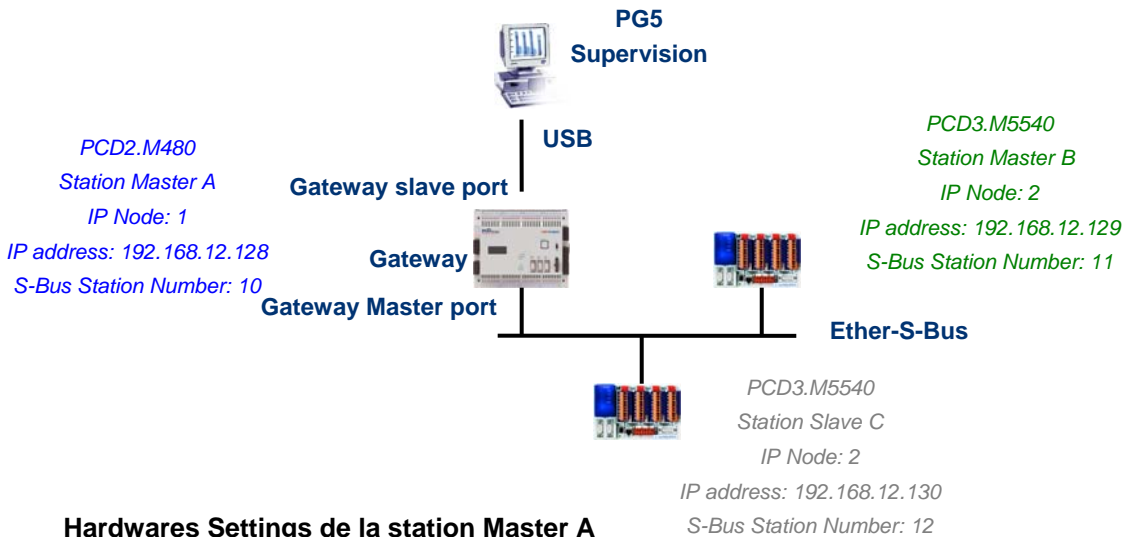 PG5
Supervision
USB
PCD2.M480
Station Master A
IP Node: 1
IP address: 192.168.12.128
S-Bus Station Number: 10
Gateway slave port
Gateway
Gateway Master port
PCD3.M5540
Station Master B
IP Node: 2
IP address: 192.168.12.129
S-Bus Station Number: 11
Ether-S-Bus
PCD3.M5540
Station Slave C
IP Node: 2
IP address: 192.168.12.130
S-Bus Station Number: 12
Hardwares Settings de la station Master A